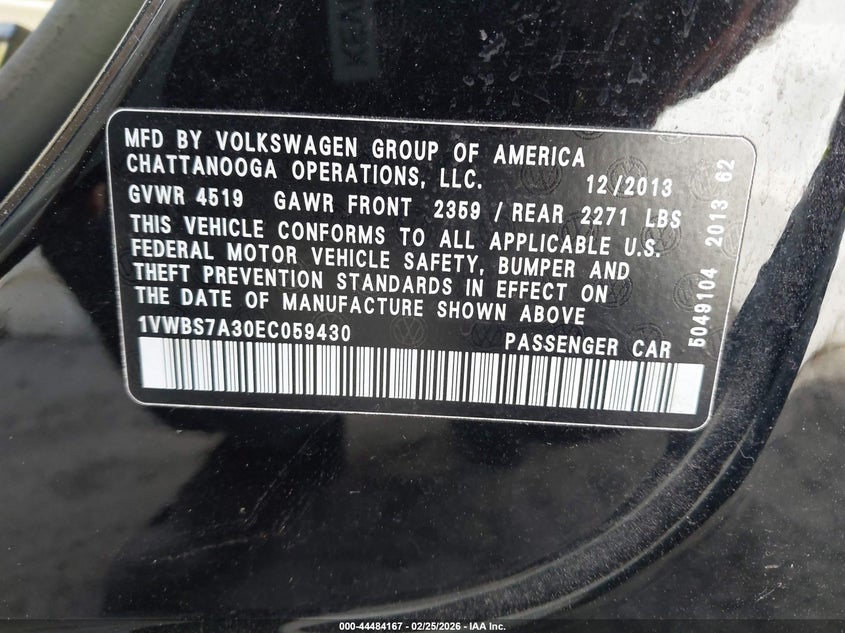 MFD BY VOLKSWAGEN GROUP OF AMERICA
CHATTANOOGA OPERATIONS, LLC. 12/2013
GVWR 4519 GAWR FRONT 2359 / REAR 2271 LBS
THIS VEHICLE CONFORMS TO ALL APPLICABLE U.S.
FEDERAL MOTOR VEHICLE SAFETY, BUMPER AND
THEFT PREVENTION STANDARDS IN EFFECT ON
THE DATE OF MANUFACTURE SHOWN ABOVE
1VWBS7A30EC059430 PASSENGER CAR
5049104 2013 62
000-44484167 - 02/25/2026 - IAA Inc.